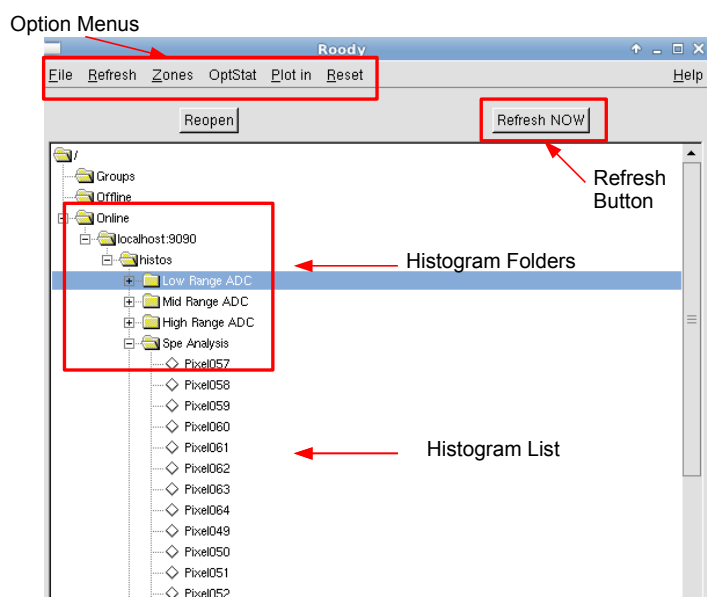 Option Menus
Roody
File Refresh Zones OptStat Plot in Reset Help
Reopen Refresh NOW
/
Groups
Refresh
Button
Offline
Online
localhost:9090
histos
Histogram Folders
Low Range ADC
Mid Range ADC
High Range ADC
Spe Analysis
Pixel057
Pixel058
Pixel059
Pixel060
Pixel061
Histogram List
Pixel062
Pixel063
Pixel064
Pixel049
Pixel050
Pixel051
Pixel052